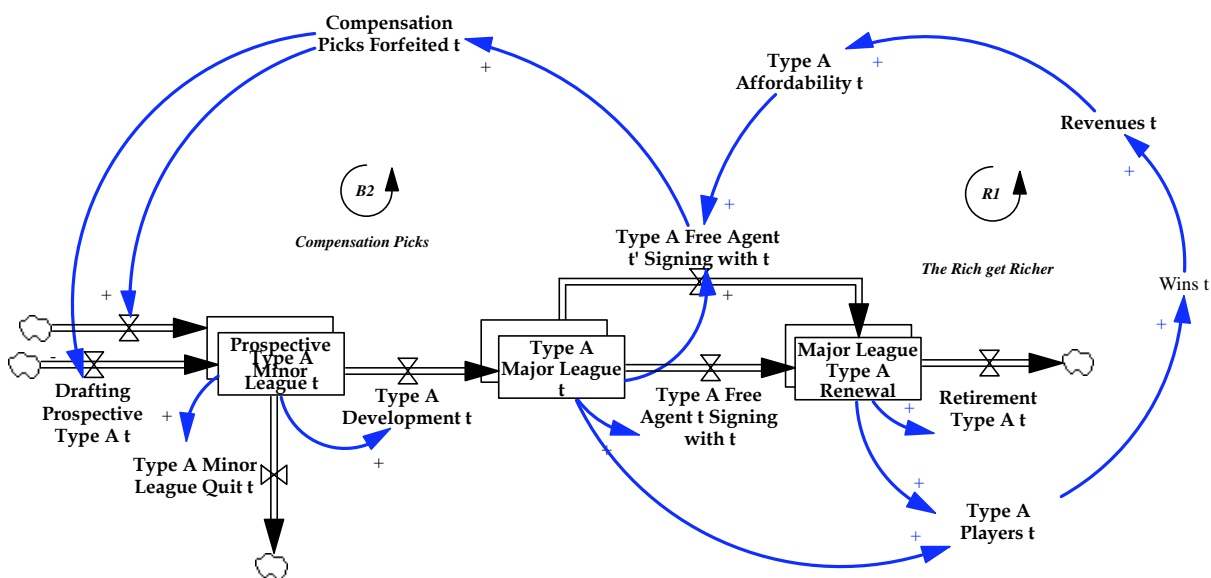 Compensation
Picks Forfeited t
+
Type A
Affordability t
+
Revenues t
+
B2
Compensation Picks
R1
The Rich get Richer
+
Type A Free Agent
t' Signing with t
+
Wins t
+
+
-
Drafting
Prospective
Type A t
Prospective
Type A
Minor
League t
+
Type A Minor
League Quit t
Type A
Development t
+
Type A
Major League
t
+
Type A Free
Agent t Signing
with t
Major League
Type A
Renewal
+
Retirement
Type A t
+
+
Type A
Players t